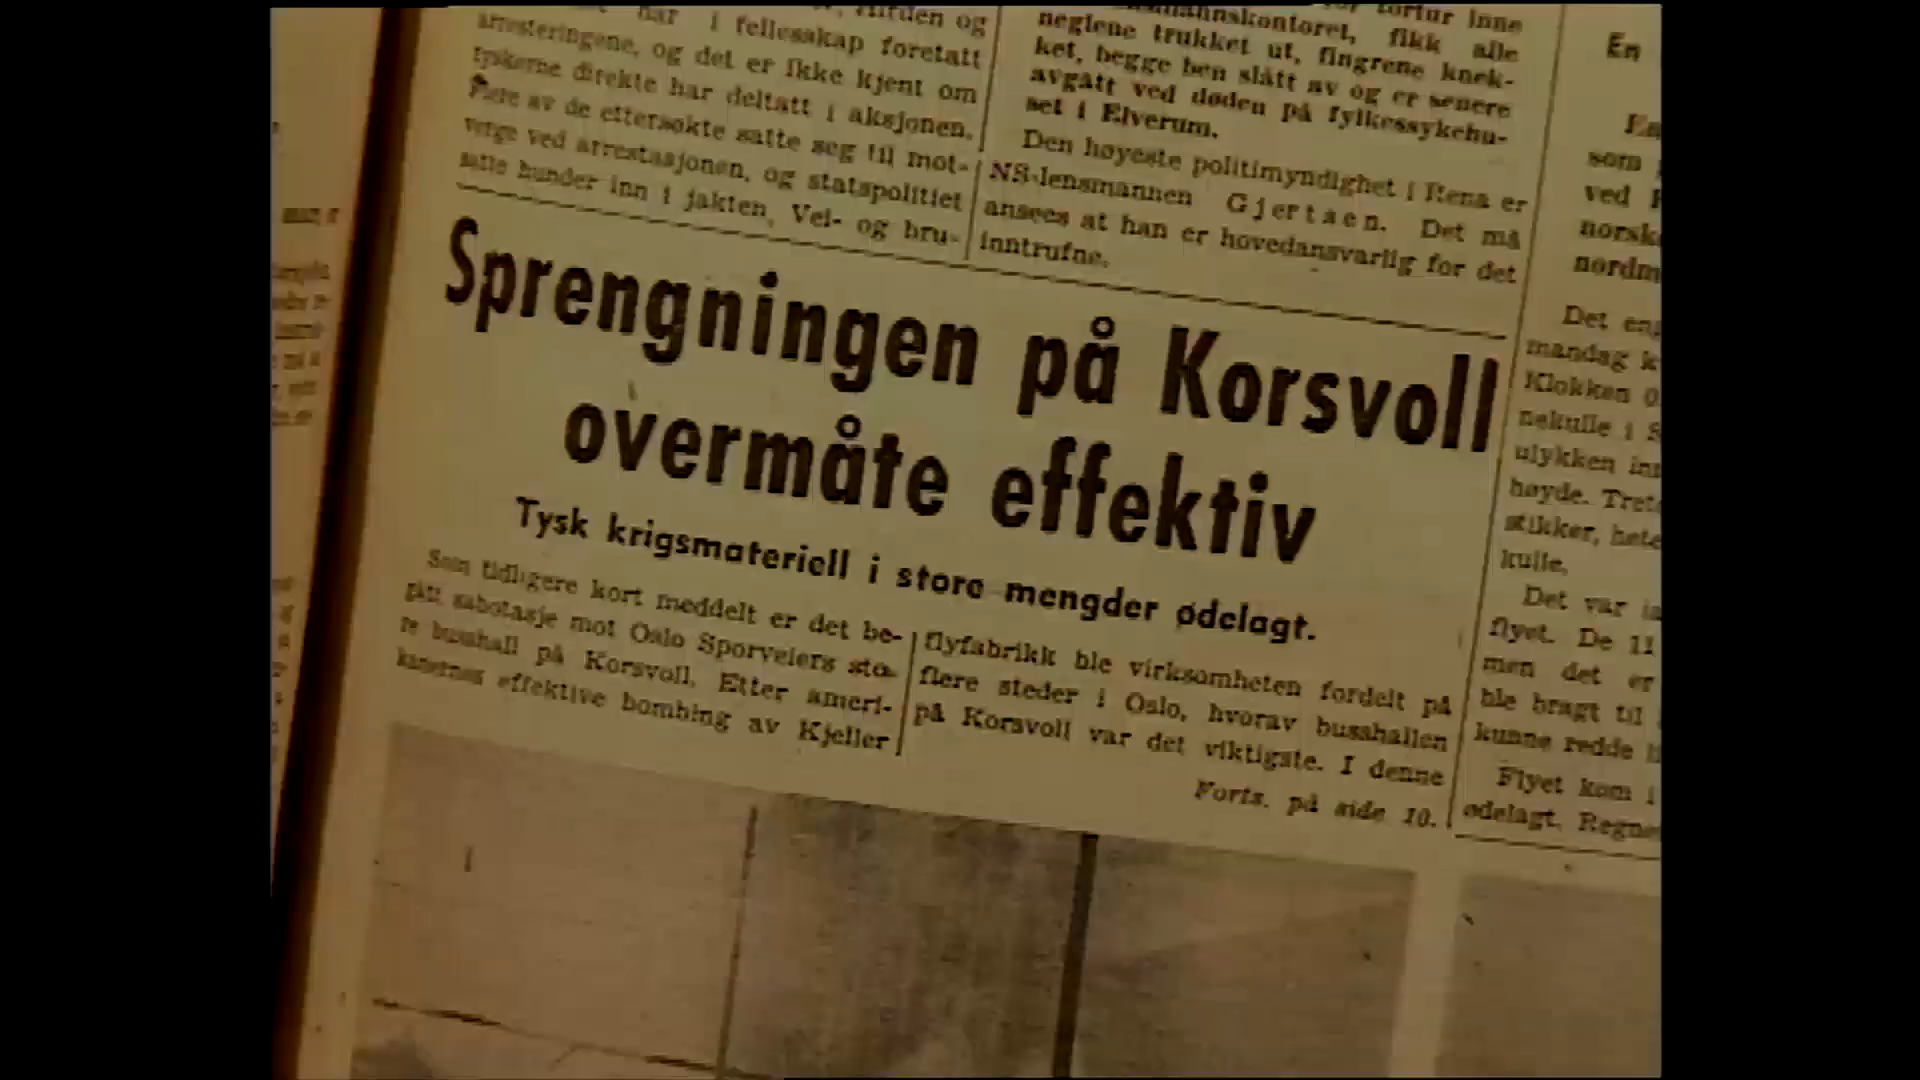 har i fellesskap foretatt
arresteringene, og det er ikke kjent om
tyskerne direkte har deltatt i aksjonen.
Flere av de ettersøkte satte seg til mot-
verge ved arrestasjonen, og statspolitiet
satte hunder inn i jakten. Vei- og bru-
tortur inne
fikk alle
neglene trukket ut, fingrene knek-
ket, begge ben slått av og er senere
avgått ved døden på fylkessykehu-
set i Elverum.
Den høyeste politimyndighet i Rena er
NS-lensmannen Gjertsen. Det må
ansees at han er hovedansvarlig for det
inntrufne.
Sprengningen på Korsvoll
overmåte effektiv
Tysk krigsmateriell i store mengder ødelagt.
Som tidligere kort meddelt er det be-
gått sabotasje mot Oslo Sporveiers sto-
re busshall på Korsvoll. Etter ameri-
kanernes effektive bombing av Kjeller
flyfabrikk ble virksomheten fordelt på
flere steder i Oslo, hvorav busshallen
på Korsvoll var det viktigste. I denne
Forts. på side 10.
En
En
som
ved
norsk
nordm
Det
mandag
Klokken 0
nekulle i S
ulykken
høyde.
stikker,
kulle.
Det var
flyet. De 11
men det er
ble bragt til
kunne redde
Flyet kom i
ødelagt.